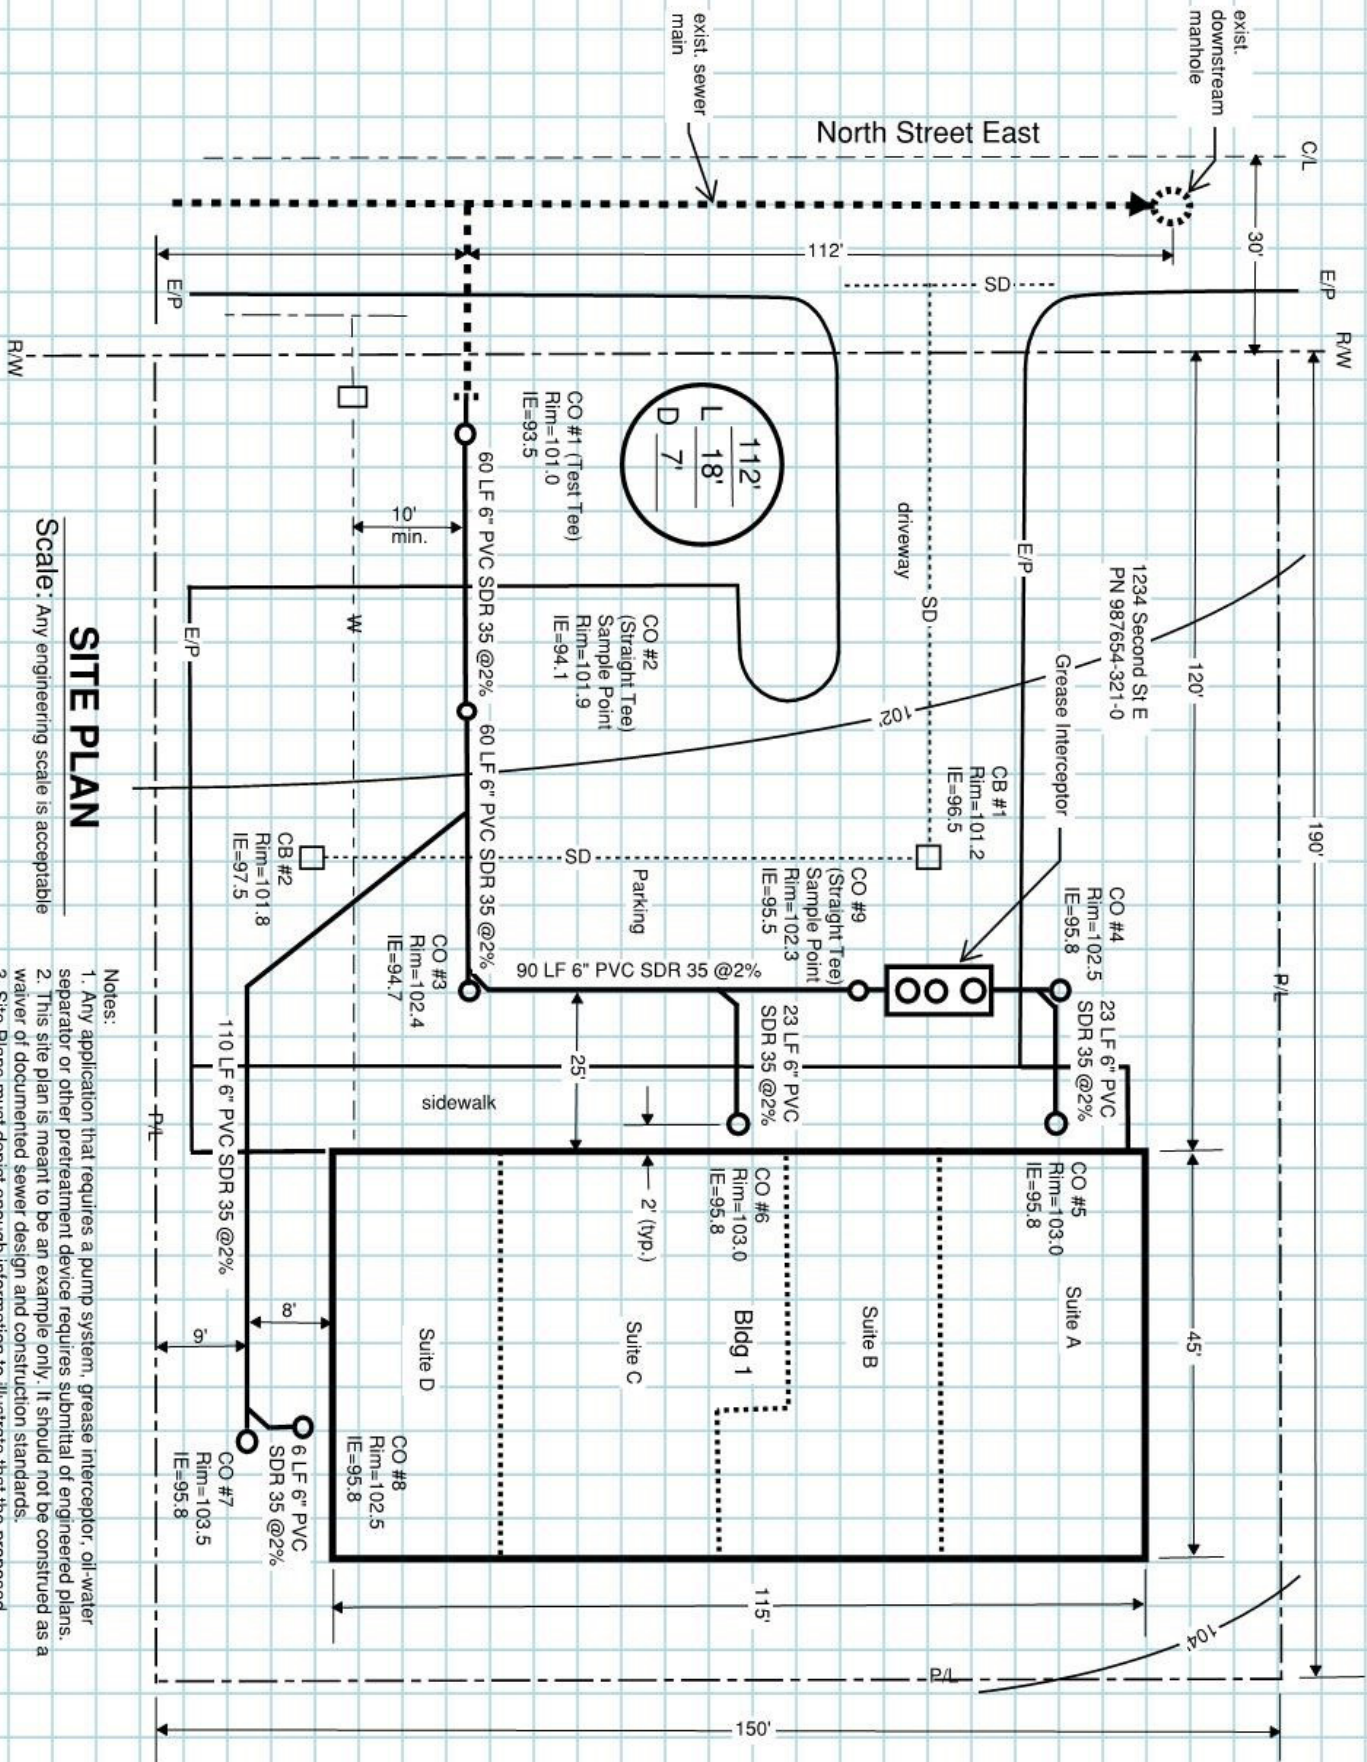 exist.
downstream
manhole
exist. sewer
main
North Street East
C/L
30'
112'
E/P
E/P
R/W
R/W
SD
CO #1 (Test Tee)
Rim=101.0
IE=93.5
112'
L 18'
D 7'
10'
min.
60 LF 6" PVC SDR 35 @2%
driveway
E/P
SD
W
E/P
CO #2
(Straight Tee)
Sample Point
Rim=101.9
IE=94.1
1234 Second St E
PN 987654-321-0
120'
Grease Interceptor
102'
190'
60 LF 6" PVC SDR 35 @2%
CB #1
Rim=101.2
IE=96.5
CB #2
Rim=101.8
IE=97.5
SD
Parking
CO #9
(Straight Tee)
Sample Point
Rim=102.3
IE=95.5
CO #4
Rim=102.5
IE=95.8
P/L
CO #3
Rim=102.4
IE=94.7
90 LF 6" PVC SDR 35 @2%
23 LF 6" PVC
SDR 35 @2%
23 LF 6" PVC
SDR 35 @2%
25'
sidewalk
110 LF 6" PVC SDR 35 @2%
P/L
2' (typ.)
CO #6
Rim=103.0
IE=95.8
CO #5
Rim=103.0
IE=95.8
Suite A
Suite B
Bldg 1
Suite C
Suite D
45'
8'
9'
CO #8
Rim=102.5
IE=95.8
6 LF 6" PVC
SDR 35 @2%
CO #7
Rim=103.5
IE=95.8
115'
104'
P/L
150'
SITE PLAN
Scale: Any engineering scale is acceptable
Notes:
1. Any application that requires a pump system, grease interceptor, oil-water
separator or other pretreatment device requires submittal of engineered plans.
2. This site plan is meant to be an example only. It should not be construed as a
waiver of documented sewer design and construction standards.
3. Site Plans must depict enough information to illustrate that the proposed